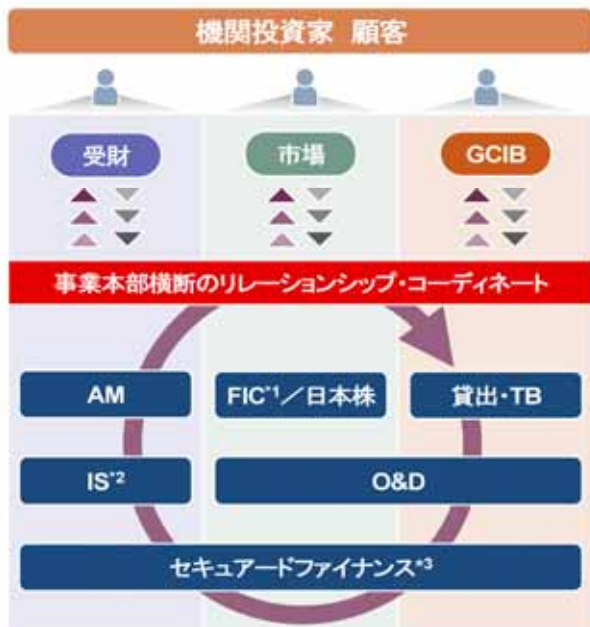 機関投資家 顧客
受財
市場
GCIB
事業本部横断のリレーションシップ・コーディネート
AM
FIC*1／日本株
貸出・TB
IS*2
O&D
セキュアードファイナンス*3